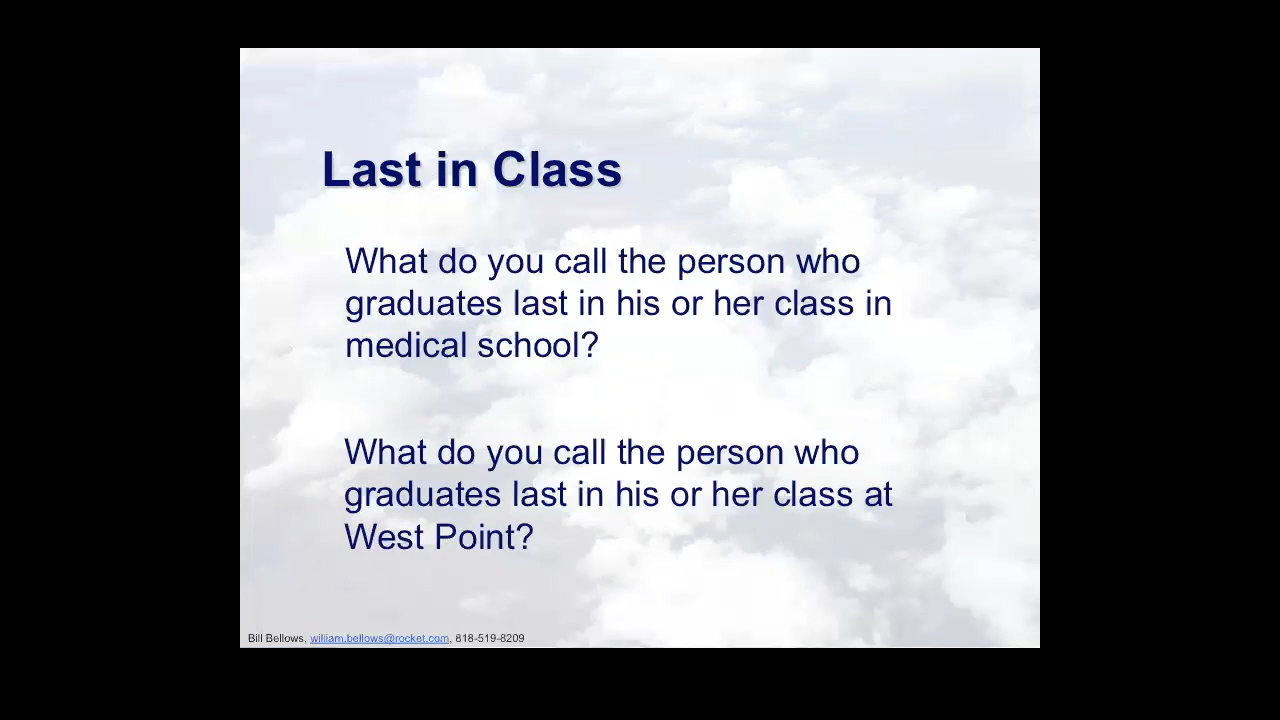 Last in Class
What do you call the person who
graduates last in his or her class in
medical school?
What do you call the person who
graduates last in his or her class at
West Point?
Bill Bellows, william.bellows@rocket.com, 818-519-8209